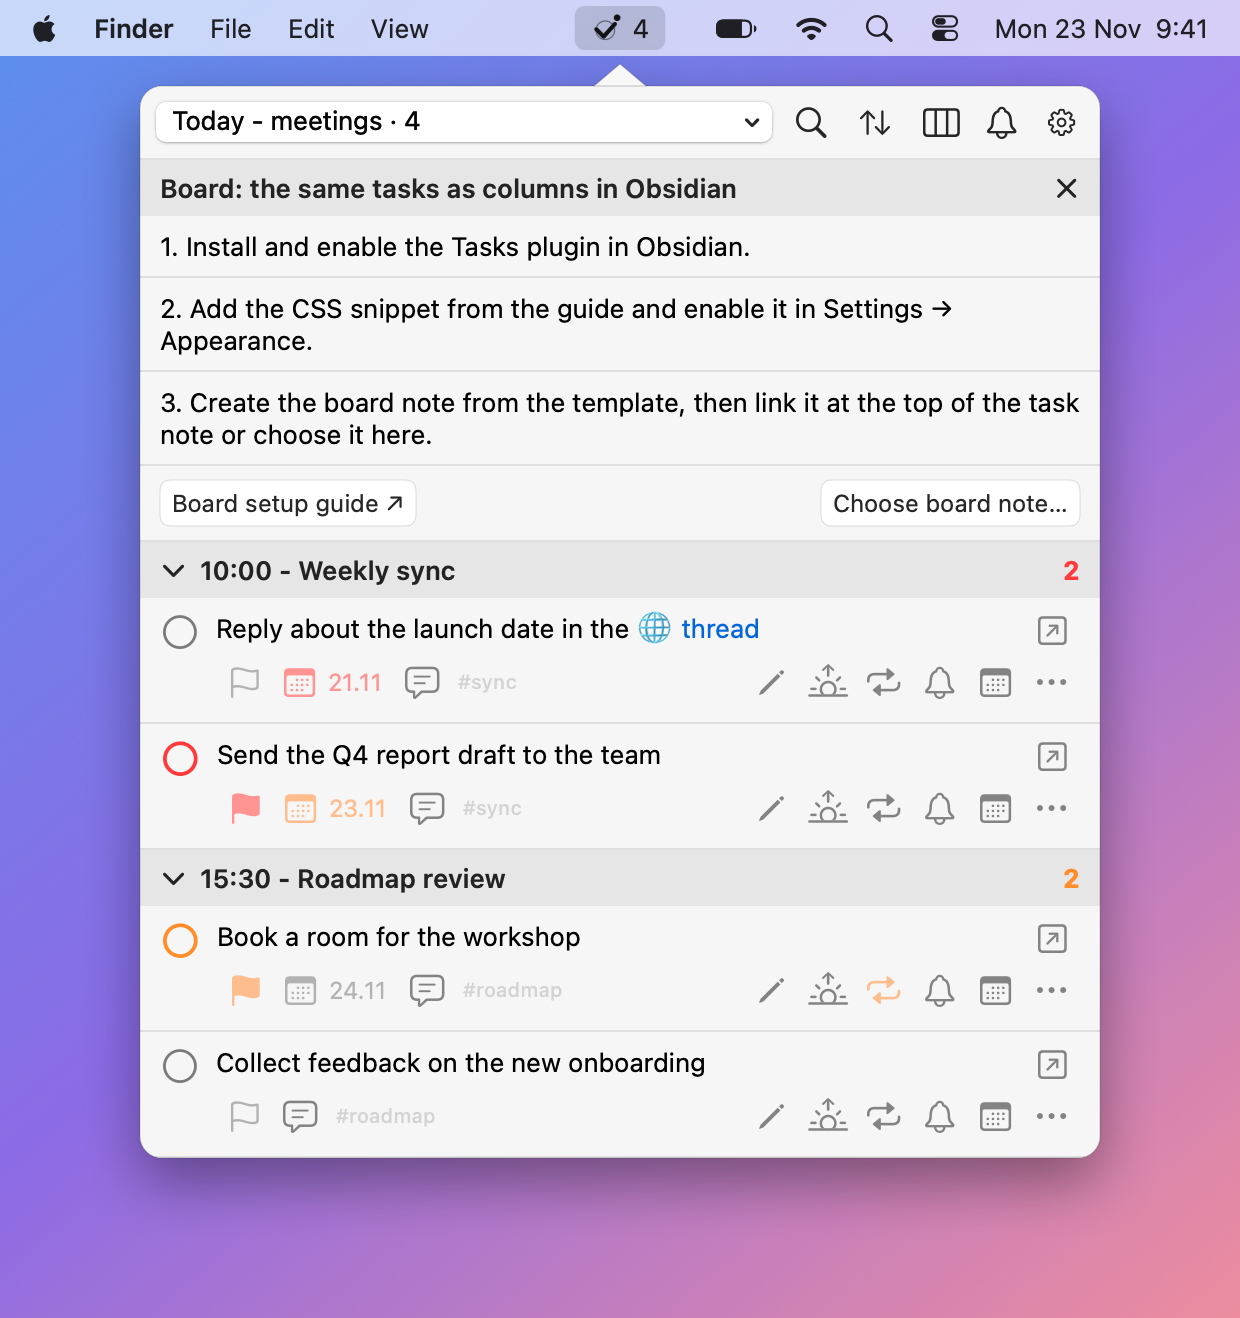 Finder File Edit View 4 Mon 23 Nov 9:41
Today - meetings · 4
Board: the same tasks as columns in Obsidian
1. Install and enable the Tasks plugin in Obsidian.
2. Add the CSS snippet from the guide and enable it in Settings →
Appearance.
3. Create the board note from the template, then link it at the top of the task
note or choose it here.
Board setup guide ↗ Choose board note...
10:00 - Weekly sync 2
Reply about the launch date in the 🌐 thread
21.11 #sync
Send the Q4 report draft to the team
23.11 #sync
15:30 - Roadmap review 2
Book a room for the workshop
24.11 #roadmap
Collect feedback on the new onboarding
#roadmap